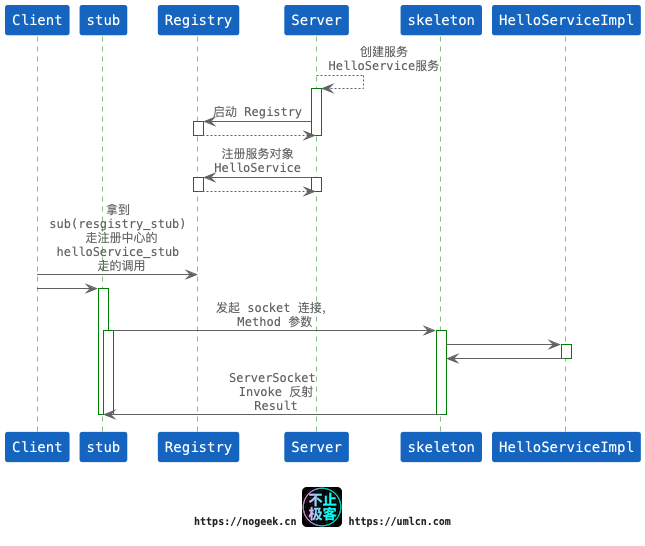 Client stub Registry Server skeleton HelloServiceImpl
创建服务
HelloService服务
启动 Registry
注册服务对象
HelloService
拿到
sub(resgistry_stub)
走注册中心的
helloService_stub
走的调用
发起 socket 连接,
Method 参数
ServerSocket
Invoke 反射
Result
Client stub Registry Server skeleton HelloServiceImpl
不止
极客
https://nogeek.cn https://umlcn.com